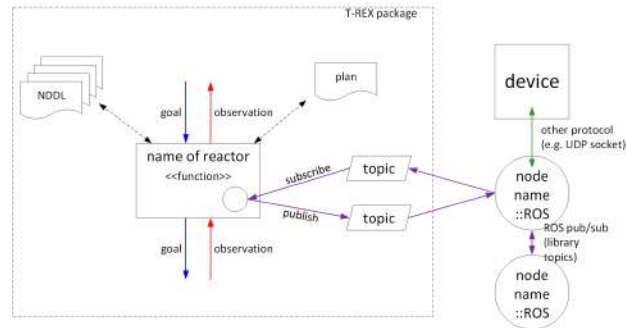 T-REX package
NDDL
plan
device
goal
observation
name of reactor
<<function>>
subscribe
topic
publish
topic
other protocol
(e.g. UDP socket)
node
name
::ROS
ROS pub/sub
(library
topics)
goal
observation
node
name
::ROS